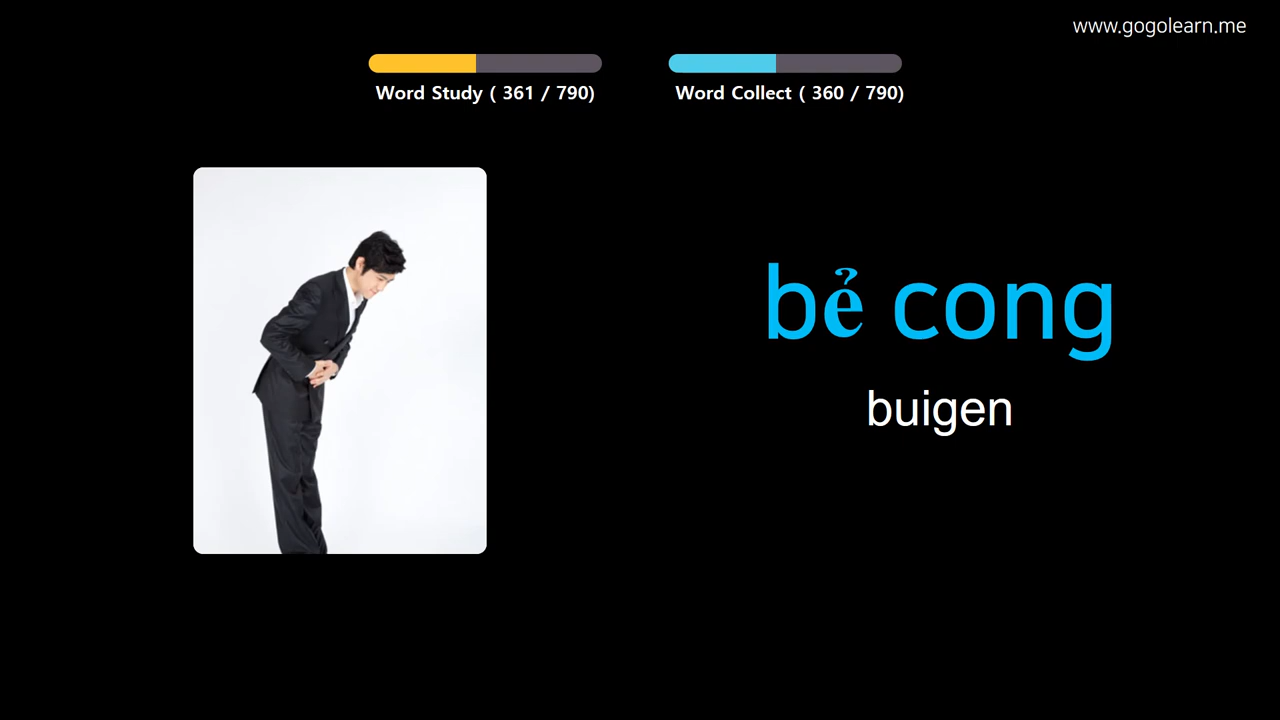 www.gogolearn.me
Word Study ( 361 / 790)
Word Collect ( 360 / 790)
bẻ cong
buigen